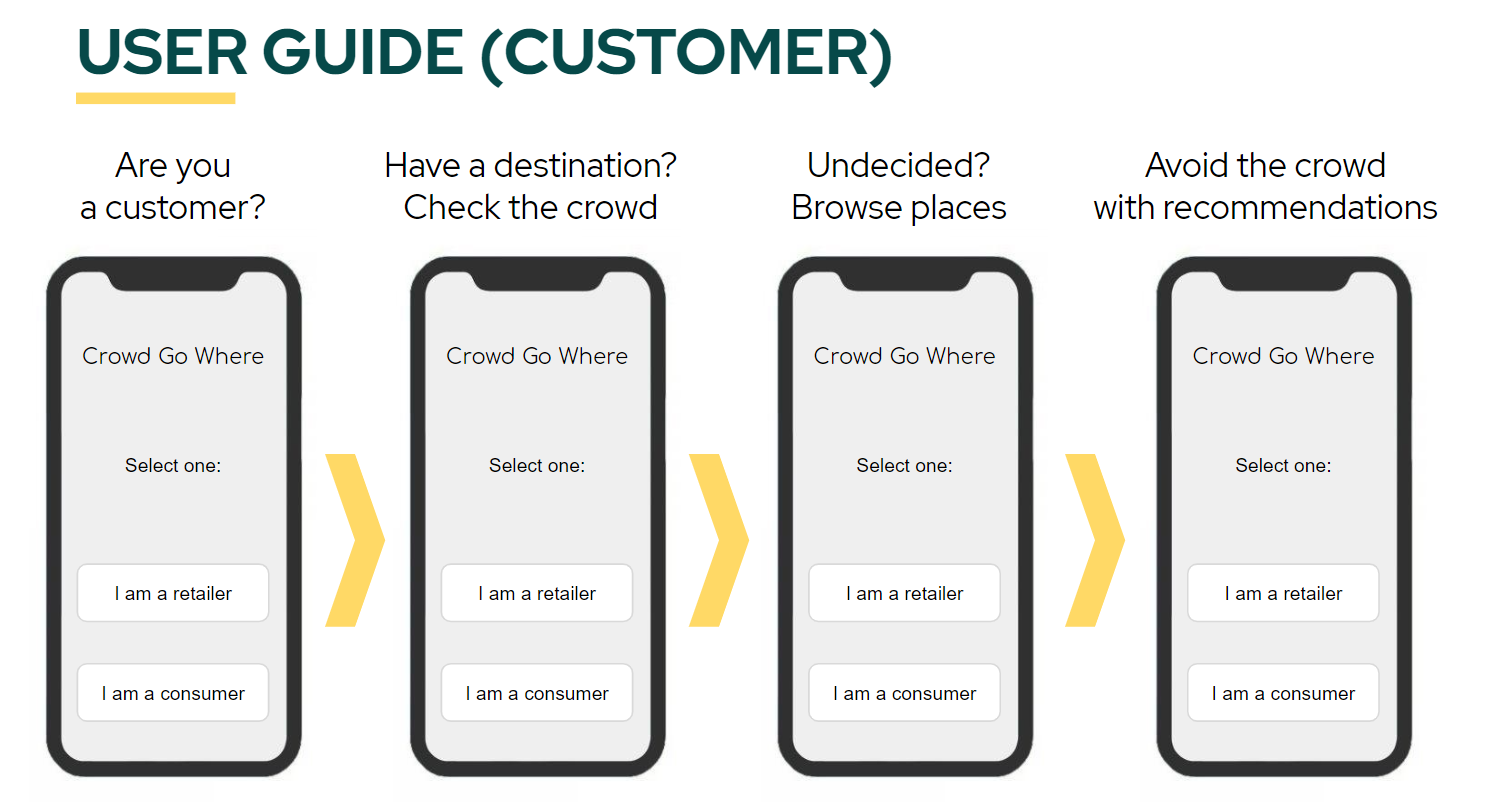 USER GUIDE (CUSTOMER)
Are you
a customer?
Have a destination?
Check the crowd
Undecided?
Browse places
Avoid the crowd
with recommendations
Crowd Go Where
Select one:
I am a retailer
I am a consumer
Crowd Go Where
Select one:
I am a retailer
I am a consumer
Crowd Go Where
Select one:
I am a retailer
I am a consumer
Crowd Go Where
Select one:
I am a retailer
I am a consumer